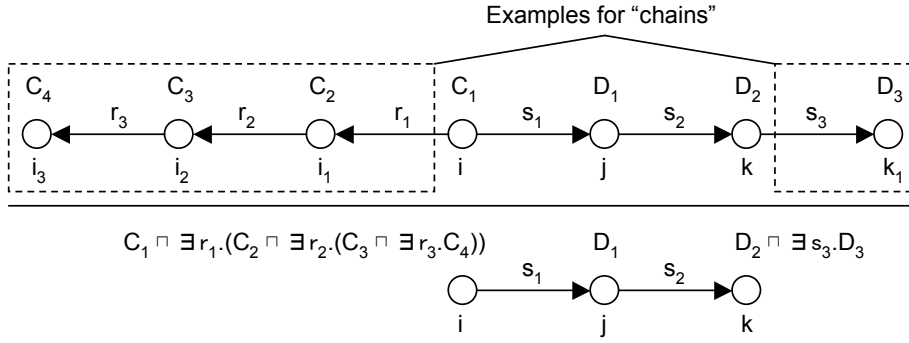 Examples for “chains”
C₄ C₃ C₂ C₁ D₁ D₂ D₃
r₃ r₂ r₁ s₁ s₂ s₃
i₃ i₂ i₁ i j k k₁
C₁ ⊓ ∃ r₁.(C₂ ⊓ ∃ r₂.(C₃ ⊓ ∃ r₃.C₄)) D₁ D₂ ⊓ ∃ s₃.D₃
s₁ s₂
i j k